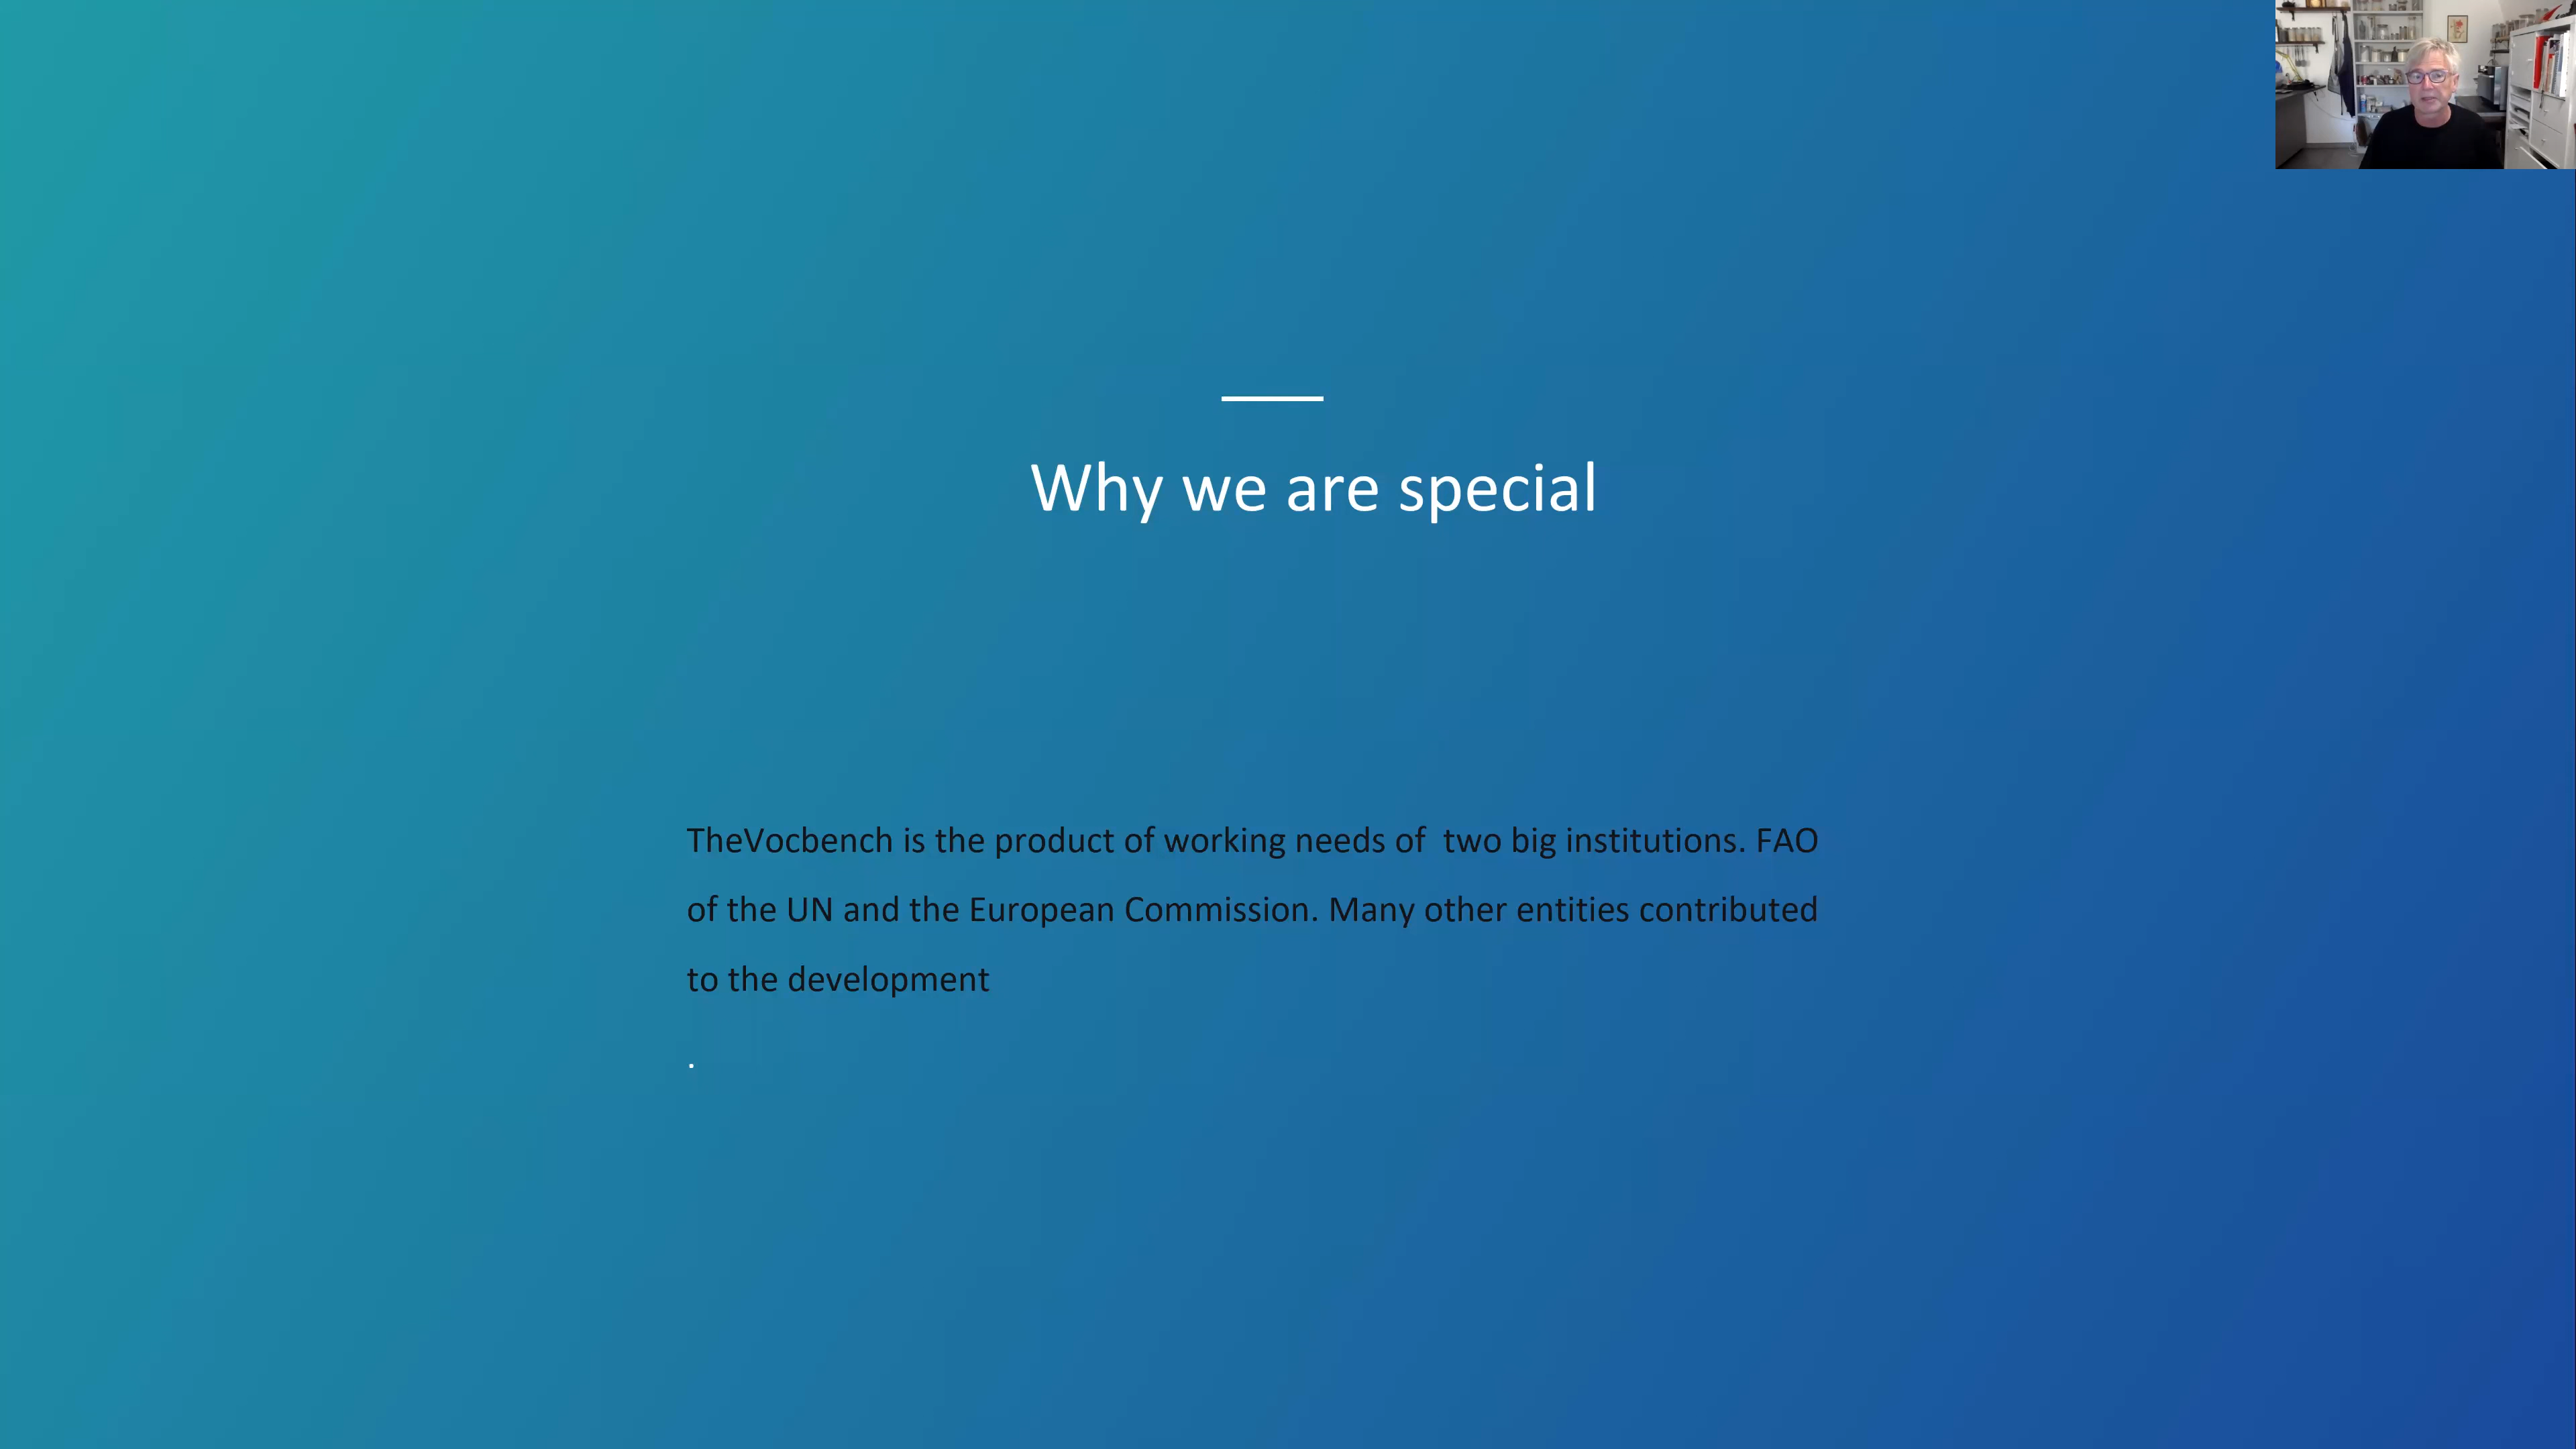 Why we are special
TheVocbench is the product of working needs of  two big institutions. FAO
of the UN and the European Commission. Many other entities contributed
to the development
.